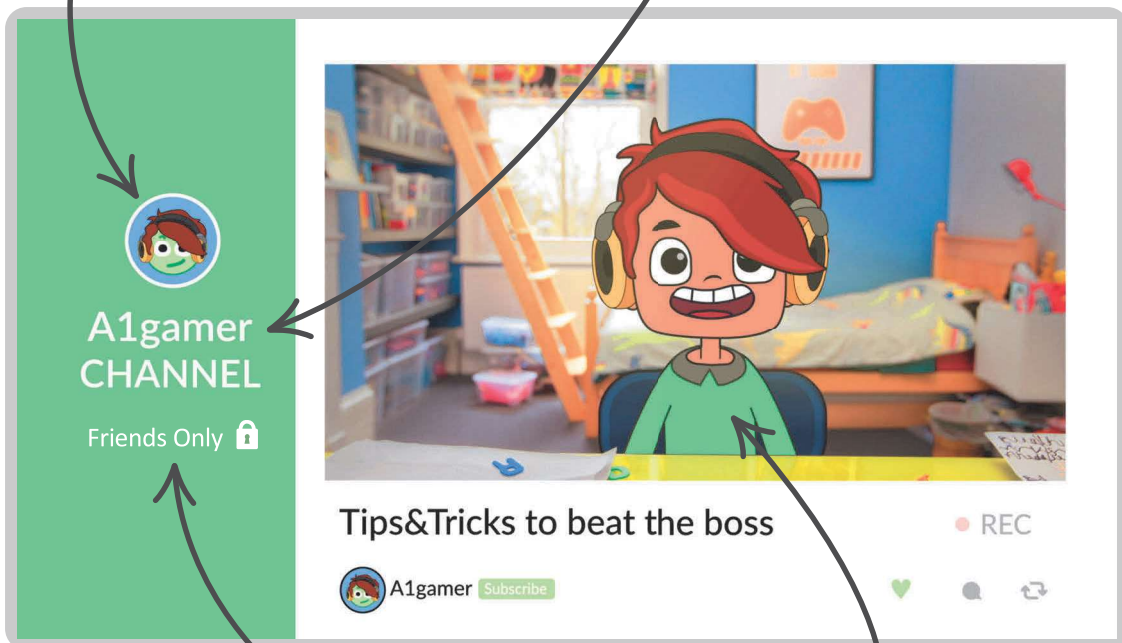 A1gamer
CHANNEL
Friends Only
Tips&Tricks to beat the boss
REC
A1gamer Subscribe